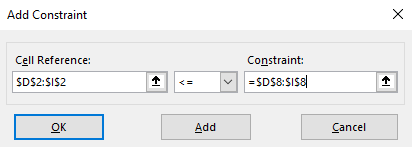 Add Constraint
Cell Reference: Constraint:
$D$2:$I$2 <= =$D$8:$I$8
OK Add Cancel